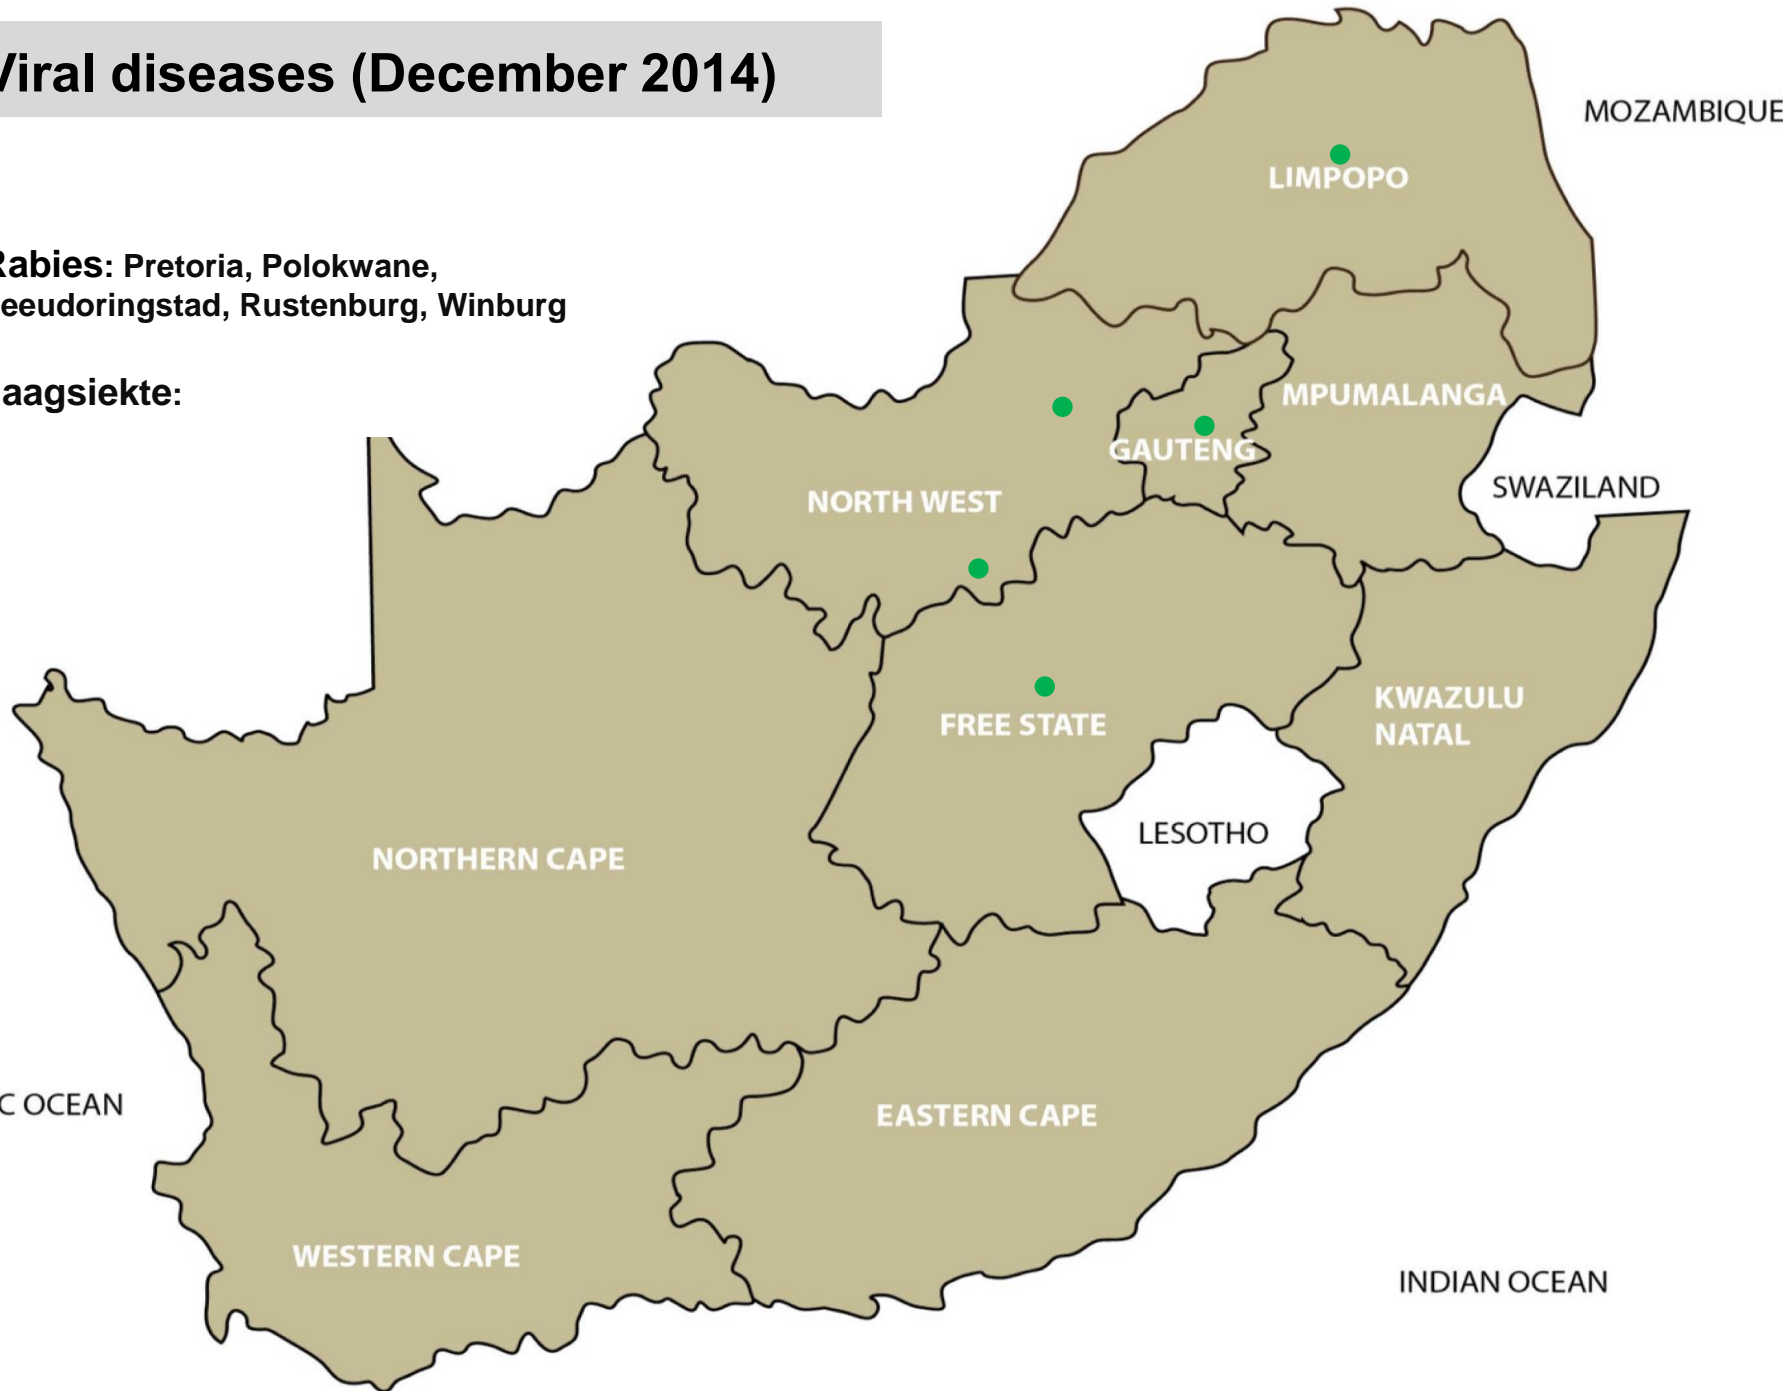 Viral diseases (December 2014)
MOZAMBIQUE
LIMPOPO
Rabies: Pretoria, Polokwane,
eeudoringstad, Rustenburg, Winburg
aagsiekte:
MPUMALANGA
GAUTENG
SWAZILAND
NORTH WEST
KWAZULU
NATAL
FREE STATE
LESOTHO
NORTHERN CAPE
C OCEAN
EASTERN CAPE
WESTERN CAPE
INDIAN OCEAN